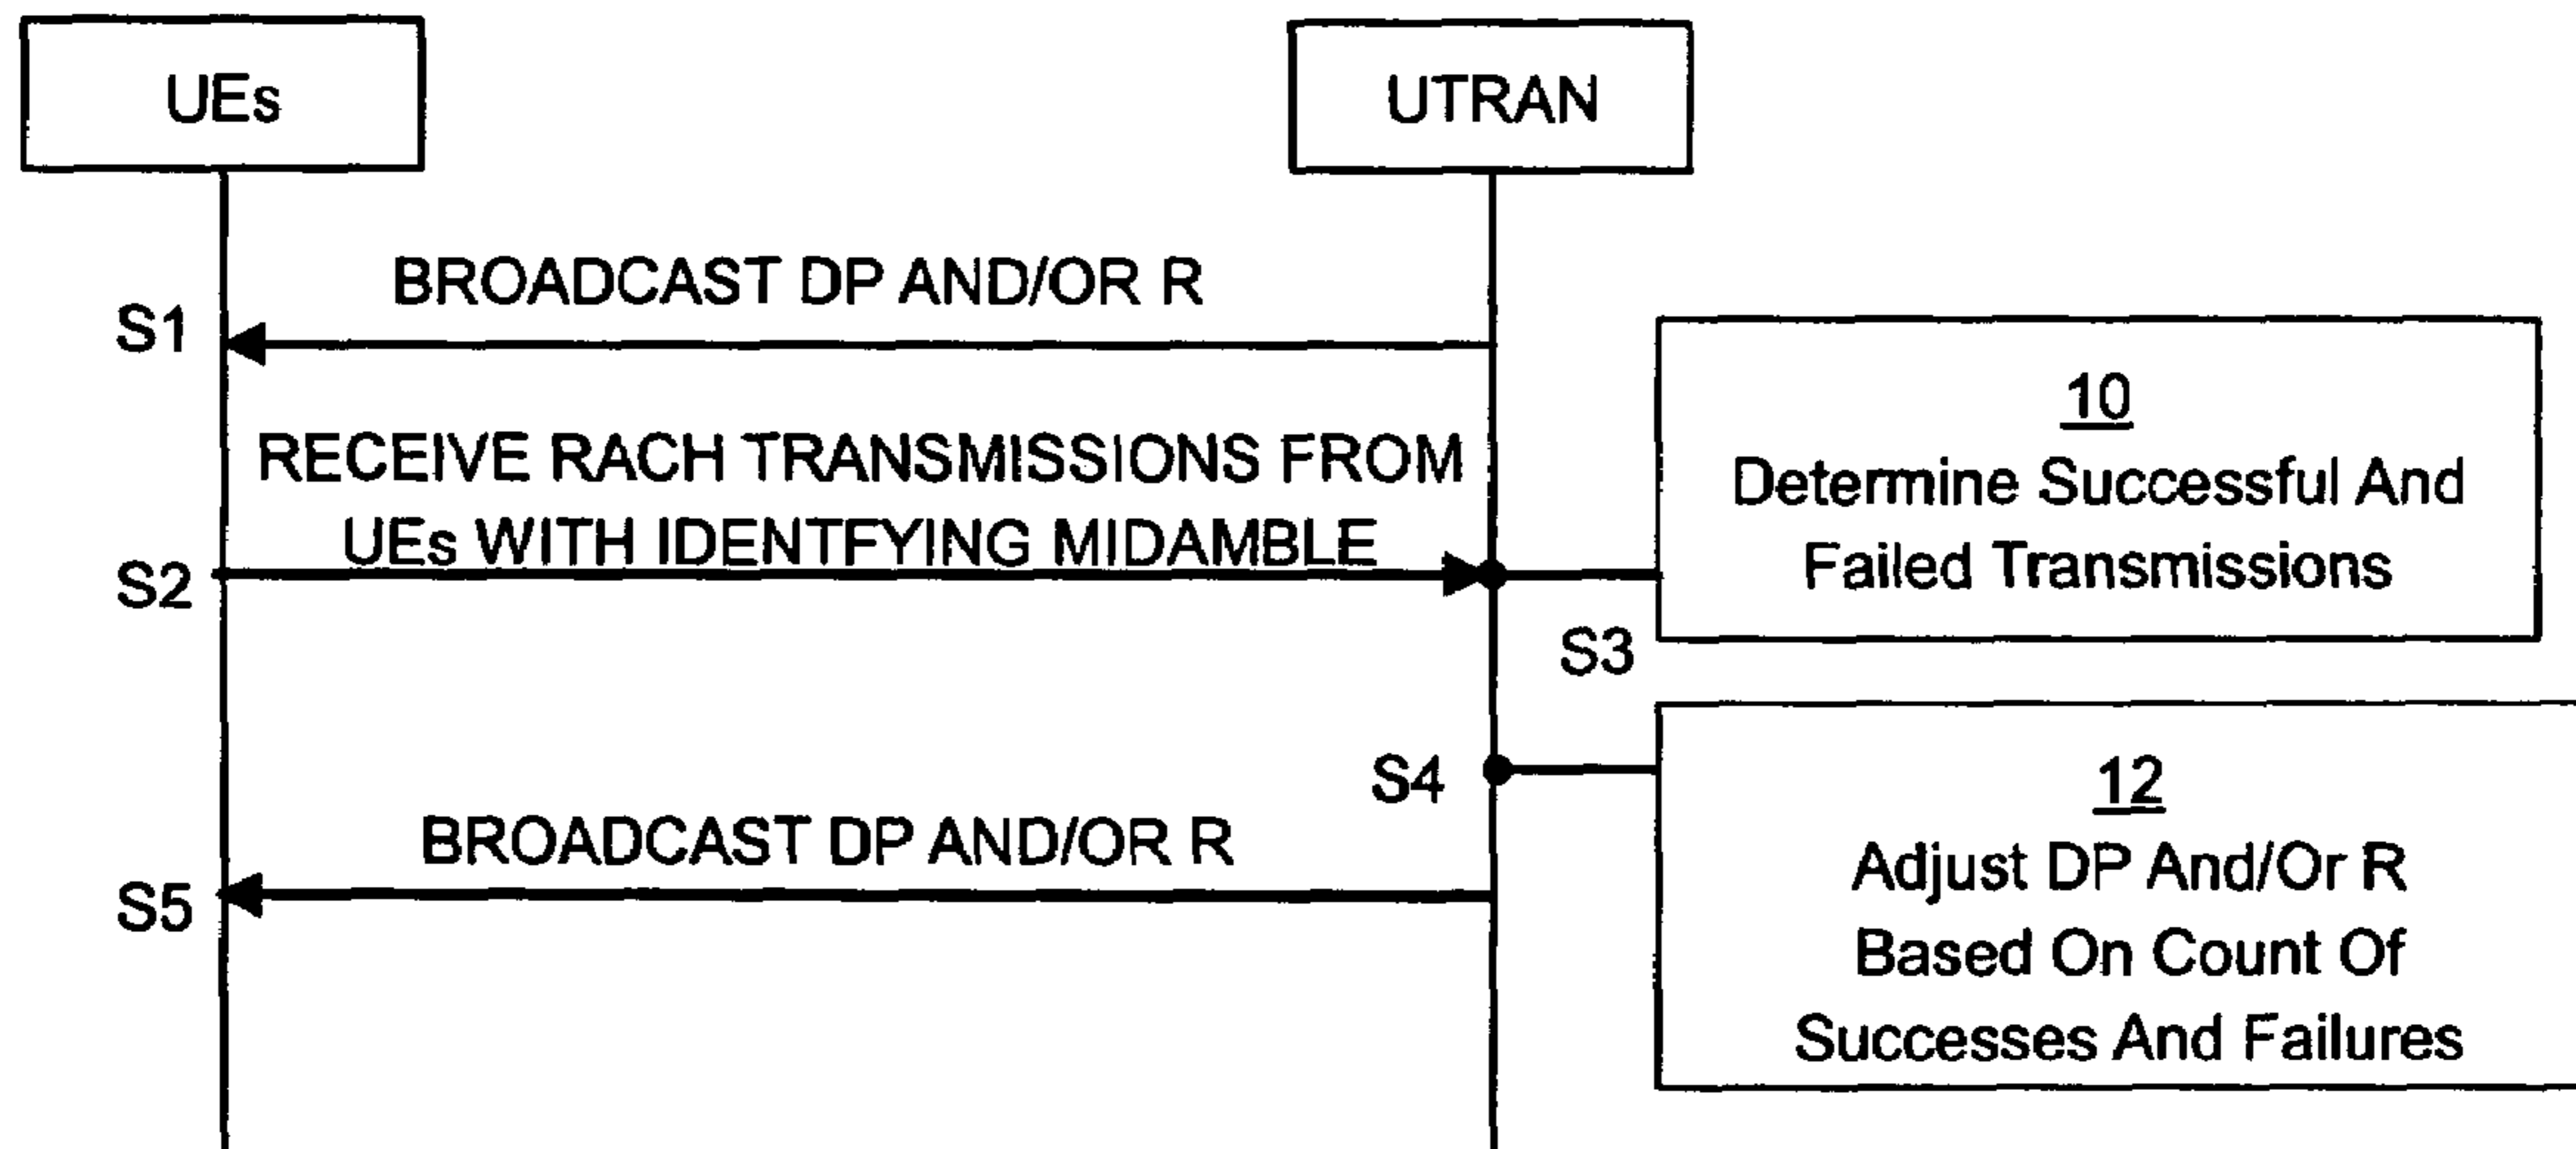 UEs
UTRAN
BROADCAST DP AND/OR R
S1
RECEIVE RACH TRANSMISSIONS FROM
UEs WITH IDENTFYING MIDAMBLE
S2
10
Determine Successful And
Failed Transmissions
S3
S4
12
Adjust DP And/Or R
Based On Count Of
Successes And Failures
BROADCAST DP AND/OR R
S5